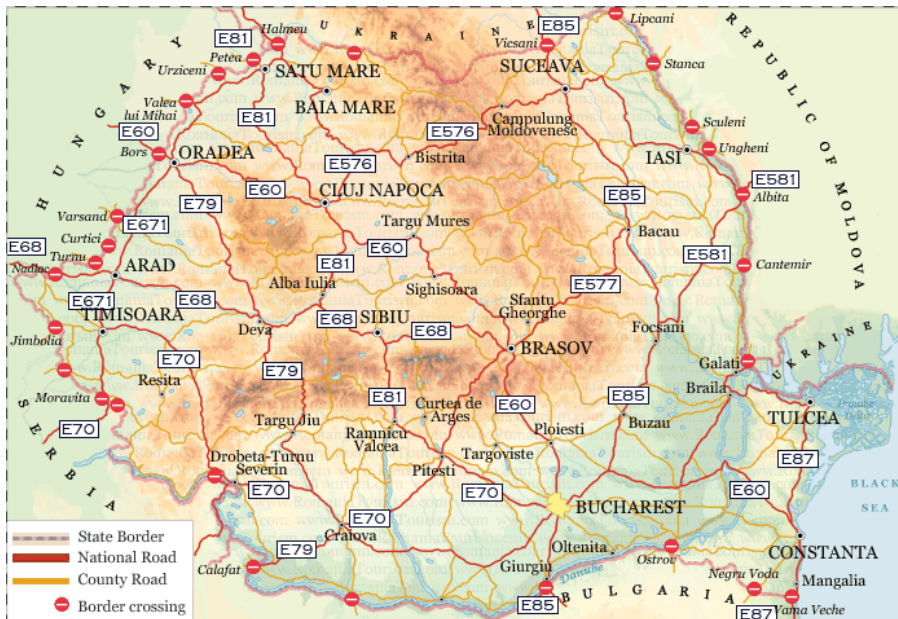 E81
Halmeu
UKRAINE
E85
Lipcani
Petea
Vicsani
Urziceni
SATU MARE
SUCEAVA
Stanca
REPUBLIC OF MOLDOVA
HUNGARY
Valea
lui Mihai
BAIA MARE
E81
Campulung
Moldovenesc
E60
E576
Sculeni
Bors
ORADEA
E576
Bistrita
IASI
Ungheni
E60
CLUJ NAPOCA
E581
Albita
E79
E85
Varsand
E671
Targu Mures
Bacau
Curtici
E60
E581
E68
Turnu
Nadlac
ARAD
E81
Cantemir
Alba Iulia
Sighisoara
E577
E671
E68
Sfantu
Gheorghe
TIMISOARA
Deva
E68
SIBIU
E68
Focsani
Jimbolia
BRASOV
E70
Galati
UKRAINE
Resita
E79
Braila
Moravita
E81
Curtea de
Arges
E60
E85
TULCEA
Danube
Delta
SERBIA
E70
Targu Jiu
Ramnicu
Valcea
Ploiesti
Buzau
Drobeta-Turnu
Severin
Pitesti
Targoviste
E87
E70
E70
E60
BLACK
SEA
E70
BUCHAREST
Craiova
State Border
National Road
County Road
Border crossing
E79
Oltenita
CONSTANTA
Calafat
Giurgiu
Danube
Ostrov
Negru Voda
Mangalia
E85
BULGARIA
E87
Vama Veche